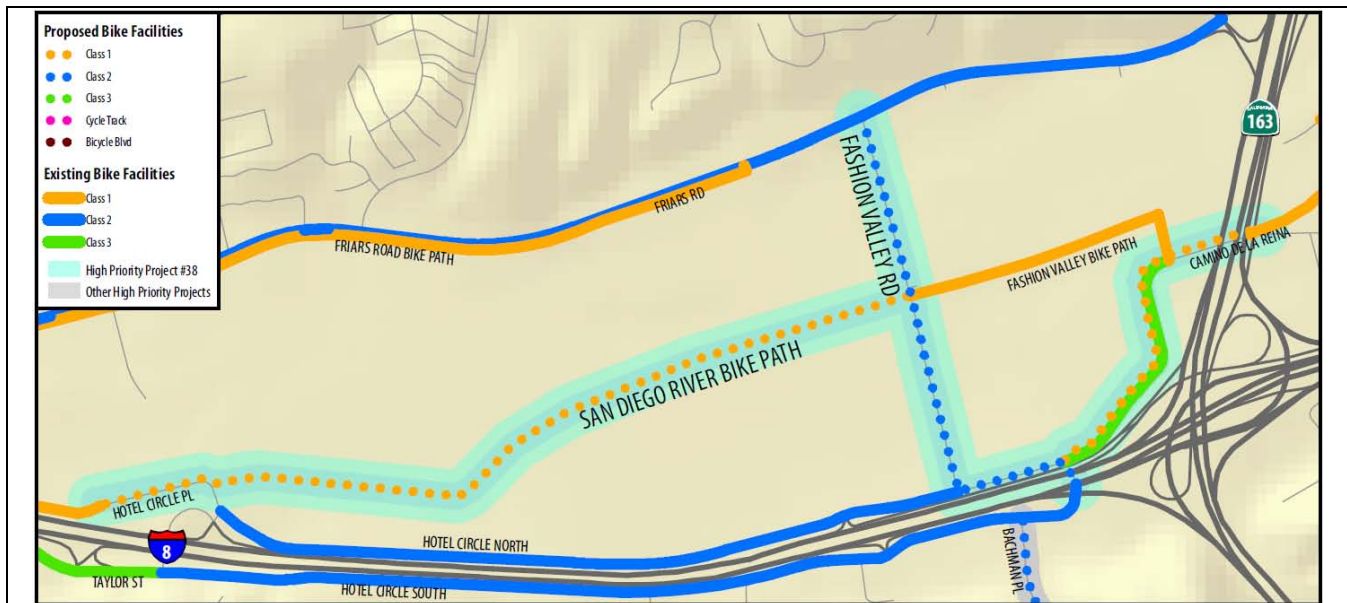 Proposed Bike Facilities
Class 1
Class 2
Class 3
Cycle Track
Bicycle Blvd
Existing Bike Facilities
Class 1
Class 2
Class 3
High Priority Project #38
Other High Priority Projects
CALIFORNIA
163
FRIARS RD
FRIARS ROAD BIKE PATH
FASHION VALLEY RD
FASHION VALLEY BIKE PATH
CAMINO DE LA REINA
SAN DIEGO RIVER BIKE PATH
HOTEL CIRCLE PL
8
HOTEL CIRCLE NORTH
TAYLOR ST
HOTEL CIRCLE SOUTH
BACHMAN PL